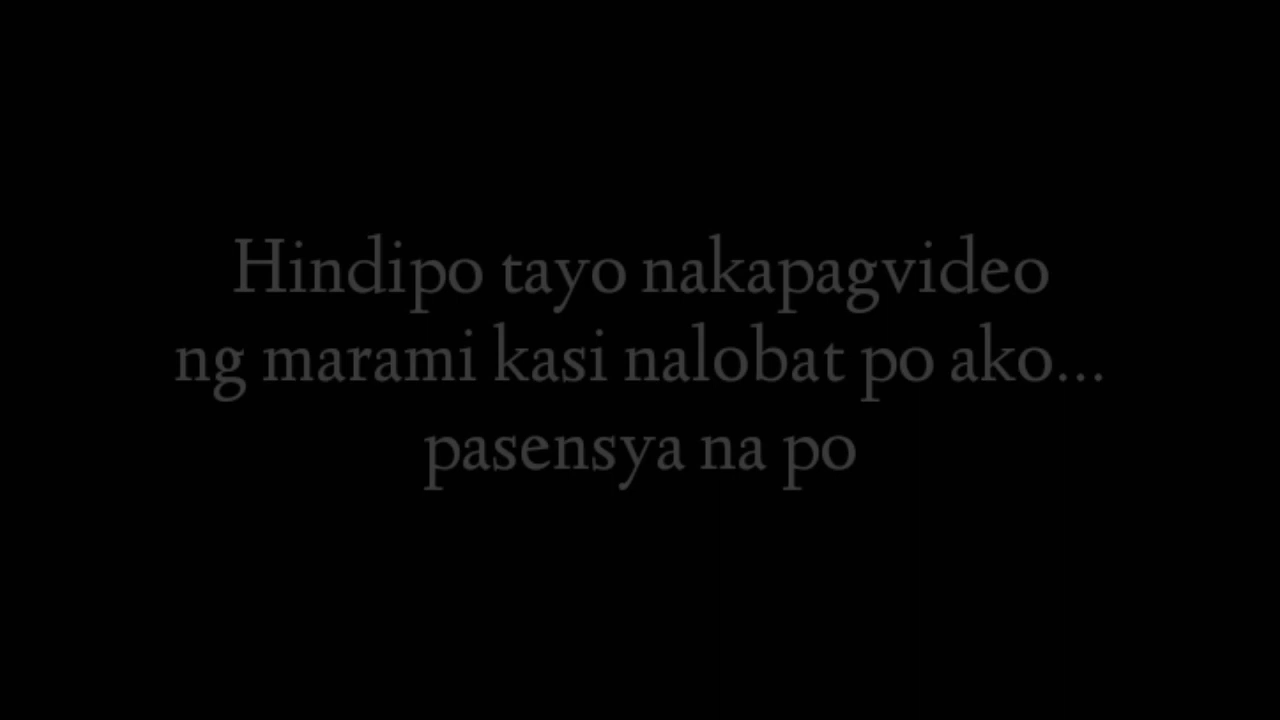 Hindipo tayo nakapagvideo
ng marami kasi nalobat po ako...
pasensya na po